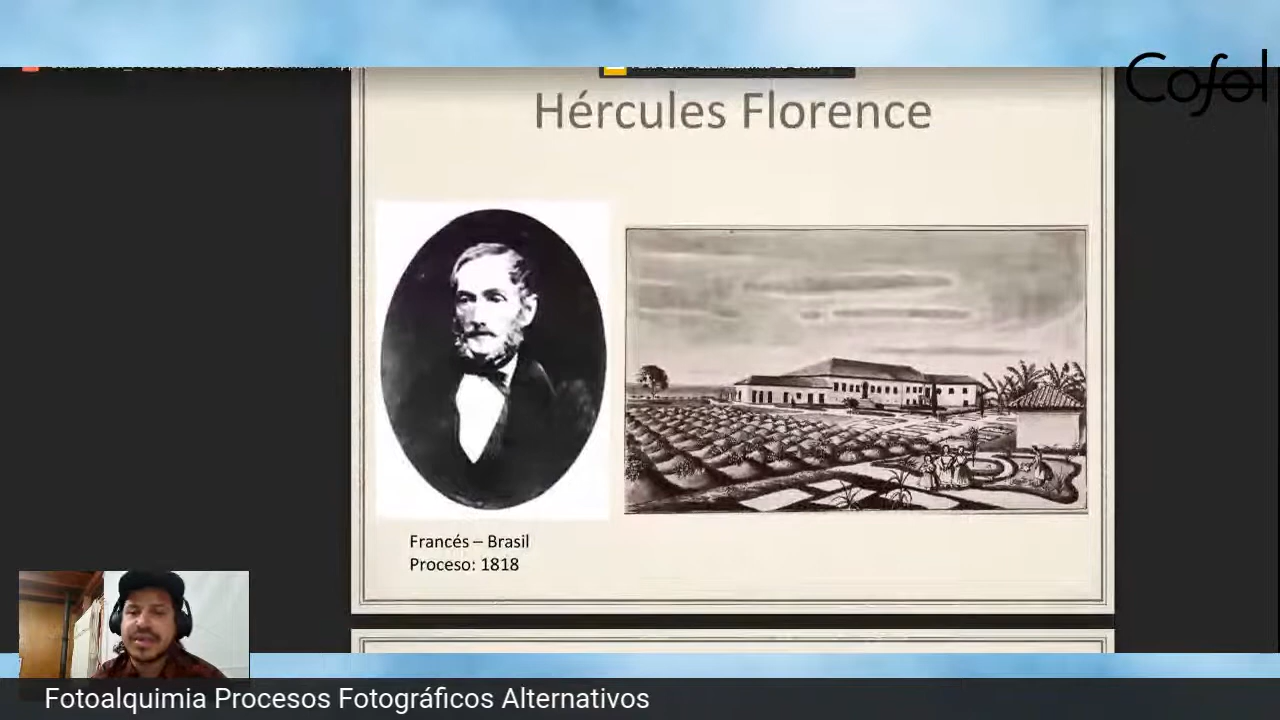 Cofol
Hércules Florence
Francés – Brasil
Proceso: 1818
Fotoalquimia Procesos Fotográficos Alternativos